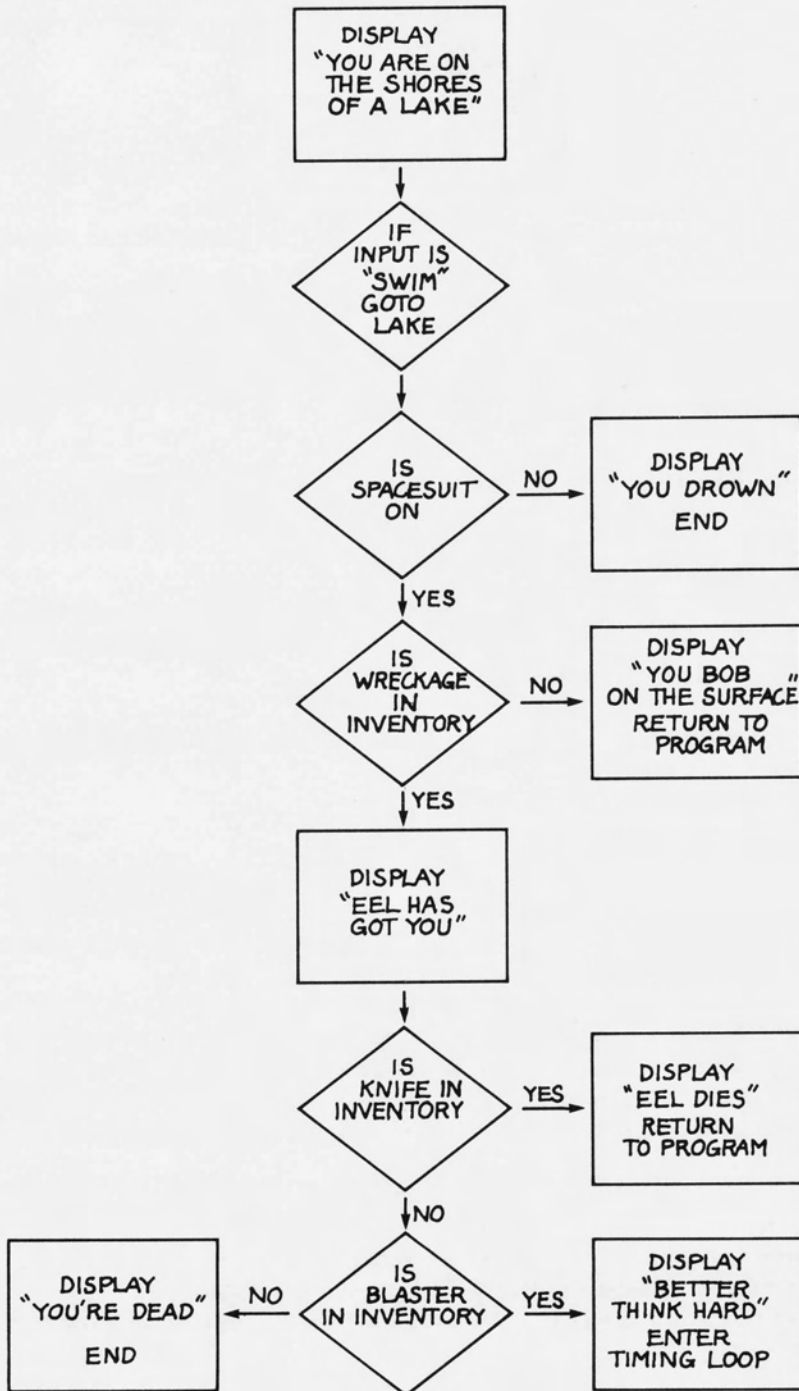 DISPLAY
"YOU ARE ON
THE SHORES
OF A LAKE"
IF
INPUT IS
"SWIM"
GOTO
LAKE
IS
SPACESUIT
ON
NO
DISPLAY
"YOU DROWN"
END
YES
IS
WRECKAGE
IN
INVENTORY
NO
DISPLAY
"YOU BOB
ON THE SURFACE"
RETURN TO
PROGRAM
YES
DISPLAY
"EEL HAS
GOT YOU"
IS
KNIFE IN
INVENTORY
YES
DISPLAY
"EEL DIES"
RETURN
TO PROGRAM
NO
IS
BLASTER
IN INVENTORY
NO
DISPLAY
"YOU'RE DEAD"
END
YES
DISPLAY
"BETTER
THINK HARD"
ENTER
TIMING LOOP